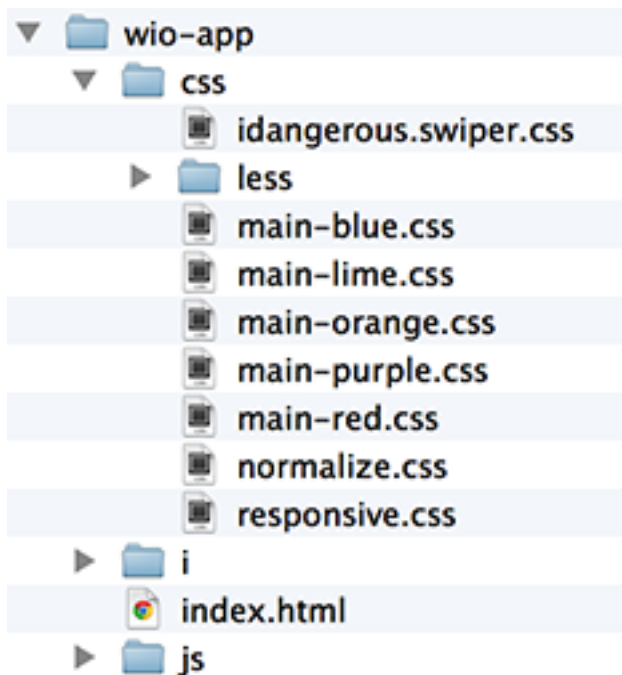 wio-app
css
idangerous.swiper.css
less
main-blue.css
main-lime.css
main-orange.css
main-purple.css
main-red.css
normalize.css
responsive.css
i
index.html
js